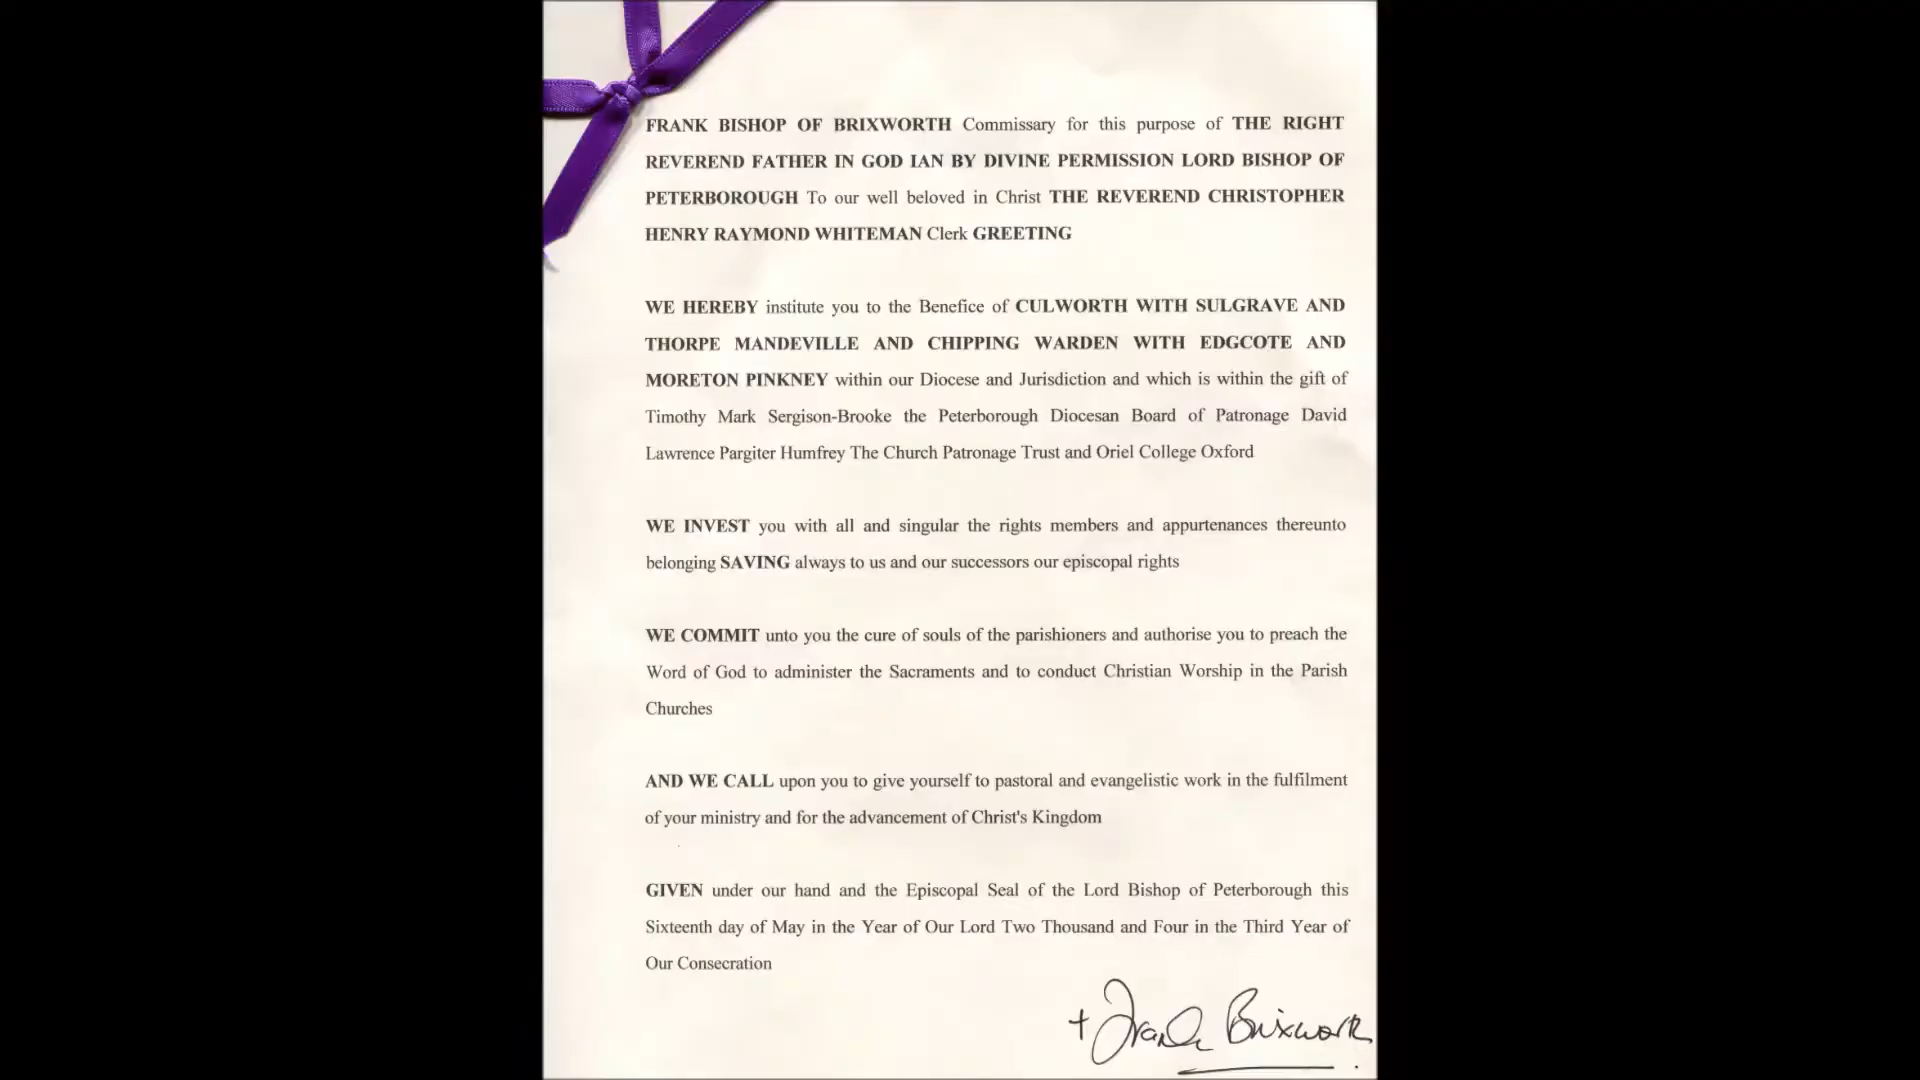 FRANK BISHOP OF BRIXWORTH Commissary for this purpose of THE RIGHT
REVEREND FATHER IN GOD IAN BY DIVINE PERMISSION LORD BISHOP OF
PETERBOROUGH To our well beloved in Christ THE REVEREND CHRISTOPHER
HENRY RAYMOND WHITEMAN Clerk GREETING
WE HEREBY institute you to the Benefice of CULWORTH WITH SULGRAVE AND
THORPE MANDEVILLE AND CHIPPING WARDEN WITH EDGCOTE AND
MORETON PINKNEY within our Diocese and Jurisdiction and which is within the gift of
Timothy Mark Sergison-Brooke the Peterborough Diocesan Board of Patronage David
Lawrence Pargiter Humfrey The Church Patronage Trust and Oriel College Oxford
WE INVEST you with all and singular the rights members and appurtenances thereunto
belonging SAVING always to us and our successors our episcopal rights
WE COMMIT unto you the cure of souls of the parishioners and authorise you to preach the
Word of God to administer the Sacraments and to conduct Christian Worship in the Parish
Churches
AND WE CALL upon you to give yourself to pastoral and evangelistic work in the fulfilment
of your ministry and for the advancement of Christ's Kingdom
GIVEN under our hand and the Episcopal Seal of the Lord Bishop of Peterborough this
Sixteenth day of May in the Year of Our Lord Two Thousand and Four in the Third Year of
Our Consecration
+ Frank Brixworth